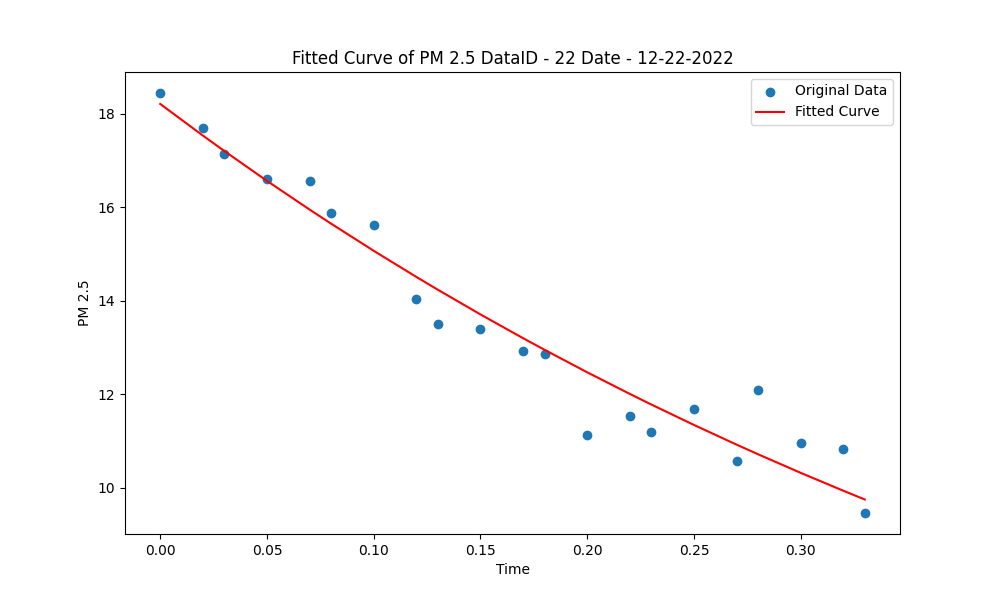 Fitted Curve of PM 2.5 DataID - 22 Date - 12-22-2022
Original Data
Fitted Curve
18
16
14
12
10
PM 2.5
0.00 0.05 0.10 0.15 0.20 0.25 0.30
Time